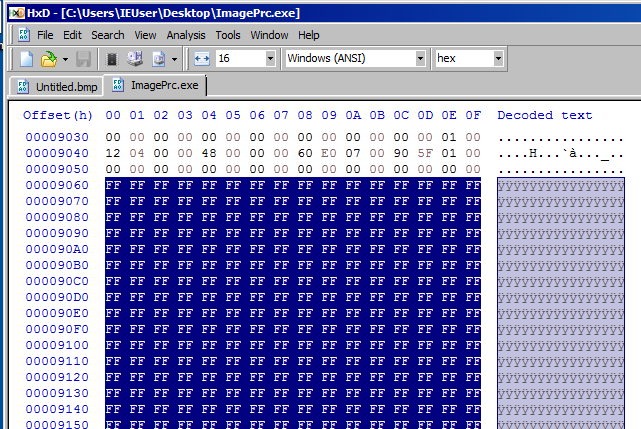 HxD - [C:\Users\IEUser\Desktop\ImagePrc.exe]
File Edit Search View Analysis Tools Window Help
16 Windows (ANSI) hex
Untitled.bmp ImagePrc.exe
Offset(h) 00 01 02 03 04 05 06 07 08 09 0A 0B 0C 0D 0E 0F Decoded text
00009030 00 00 00 00 00 00 00 00 00 00 00 00 00 00 01 00 ................
00009040 12 04 00 00 48 00 00 00 60 E0 07 00 90 5F 01 00 ....H...`à..._..
00009050 00 00 00 00 00 00 00 00 00 00 00 00 00 00 00 00 ................
00009060 FF FF FF FF FF FF FF FF FF FF FF FF FF FF FF FF ÿÿÿÿÿÿÿÿÿÿÿÿÿÿÿÿ
00009070 FF FF FF FF FF FF FF FF FF FF FF FF FF FF FF FF ÿÿÿÿÿÿÿÿÿÿÿÿÿÿÿÿ
00009080 FF FF FF FF FF FF FF FF FF FF FF FF FF FF FF FF ÿÿÿÿÿÿÿÿÿÿÿÿÿÿÿÿ
00009090 FF FF FF FF FF FF FF FF FF FF FF FF FF FF FF FF ÿÿÿÿÿÿÿÿÿÿÿÿÿÿÿÿ
000090A0 FF FF FF FF FF FF FF FF FF FF FF FF FF FF FF FF ÿÿÿÿÿÿÿÿÿÿÿÿÿÿÿÿ
000090B0 FF FF FF FF FF FF FF FF FF FF FF FF FF FF FF FF ÿÿÿÿÿÿÿÿÿÿÿÿÿÿÿÿ
000090C0 FF FF FF FF FF FF FF FF FF FF FF FF FF FF FF FF ÿÿÿÿÿÿÿÿÿÿÿÿÿÿÿÿ
000090D0 FF FF FF FF FF FF FF FF FF FF FF FF FF FF FF FF ÿÿÿÿÿÿÿÿÿÿÿÿÿÿÿÿ
000090E0 FF FF FF FF FF FF FF FF FF FF FF FF FF FF FF FF ÿÿÿÿÿÿÿÿÿÿÿÿÿÿÿÿ
000090F0 FF FF FF FF FF FF FF FF FF FF FF FF FF FF FF FF ÿÿÿÿÿÿÿÿÿÿÿÿÿÿÿÿ
00009100 FF FF FF FF FF FF FF FF FF FF FF FF FF FF FF FF ÿÿÿÿÿÿÿÿÿÿÿÿÿÿÿÿ
00009110 FF FF FF FF FF FF FF FF FF FF FF FF FF FF FF FF ÿÿÿÿÿÿÿÿÿÿÿÿÿÿÿÿ
00009120 FF FF FF FF FF FF FF FF FF FF FF FF FF FF FF FF ÿÿÿÿÿÿÿÿÿÿÿÿÿÿÿÿ
00009130 FF FF FF FF FF FF FF FF FF FF FF FF FF FF FF FF ÿÿÿÿÿÿÿÿÿÿÿÿÿÿÿÿ
00009140 FF FF FF FF FF FF FF FF FF FF FF FF FF FF FF FF ÿÿÿÿÿÿÿÿÿÿÿÿÿÿÿÿ
00009150 FF FF FF FF FF FF FF FF FF FF FF FF FF FF FF FF ÿÿÿÿÿÿÿÿÿÿÿÿÿÿÿÿ